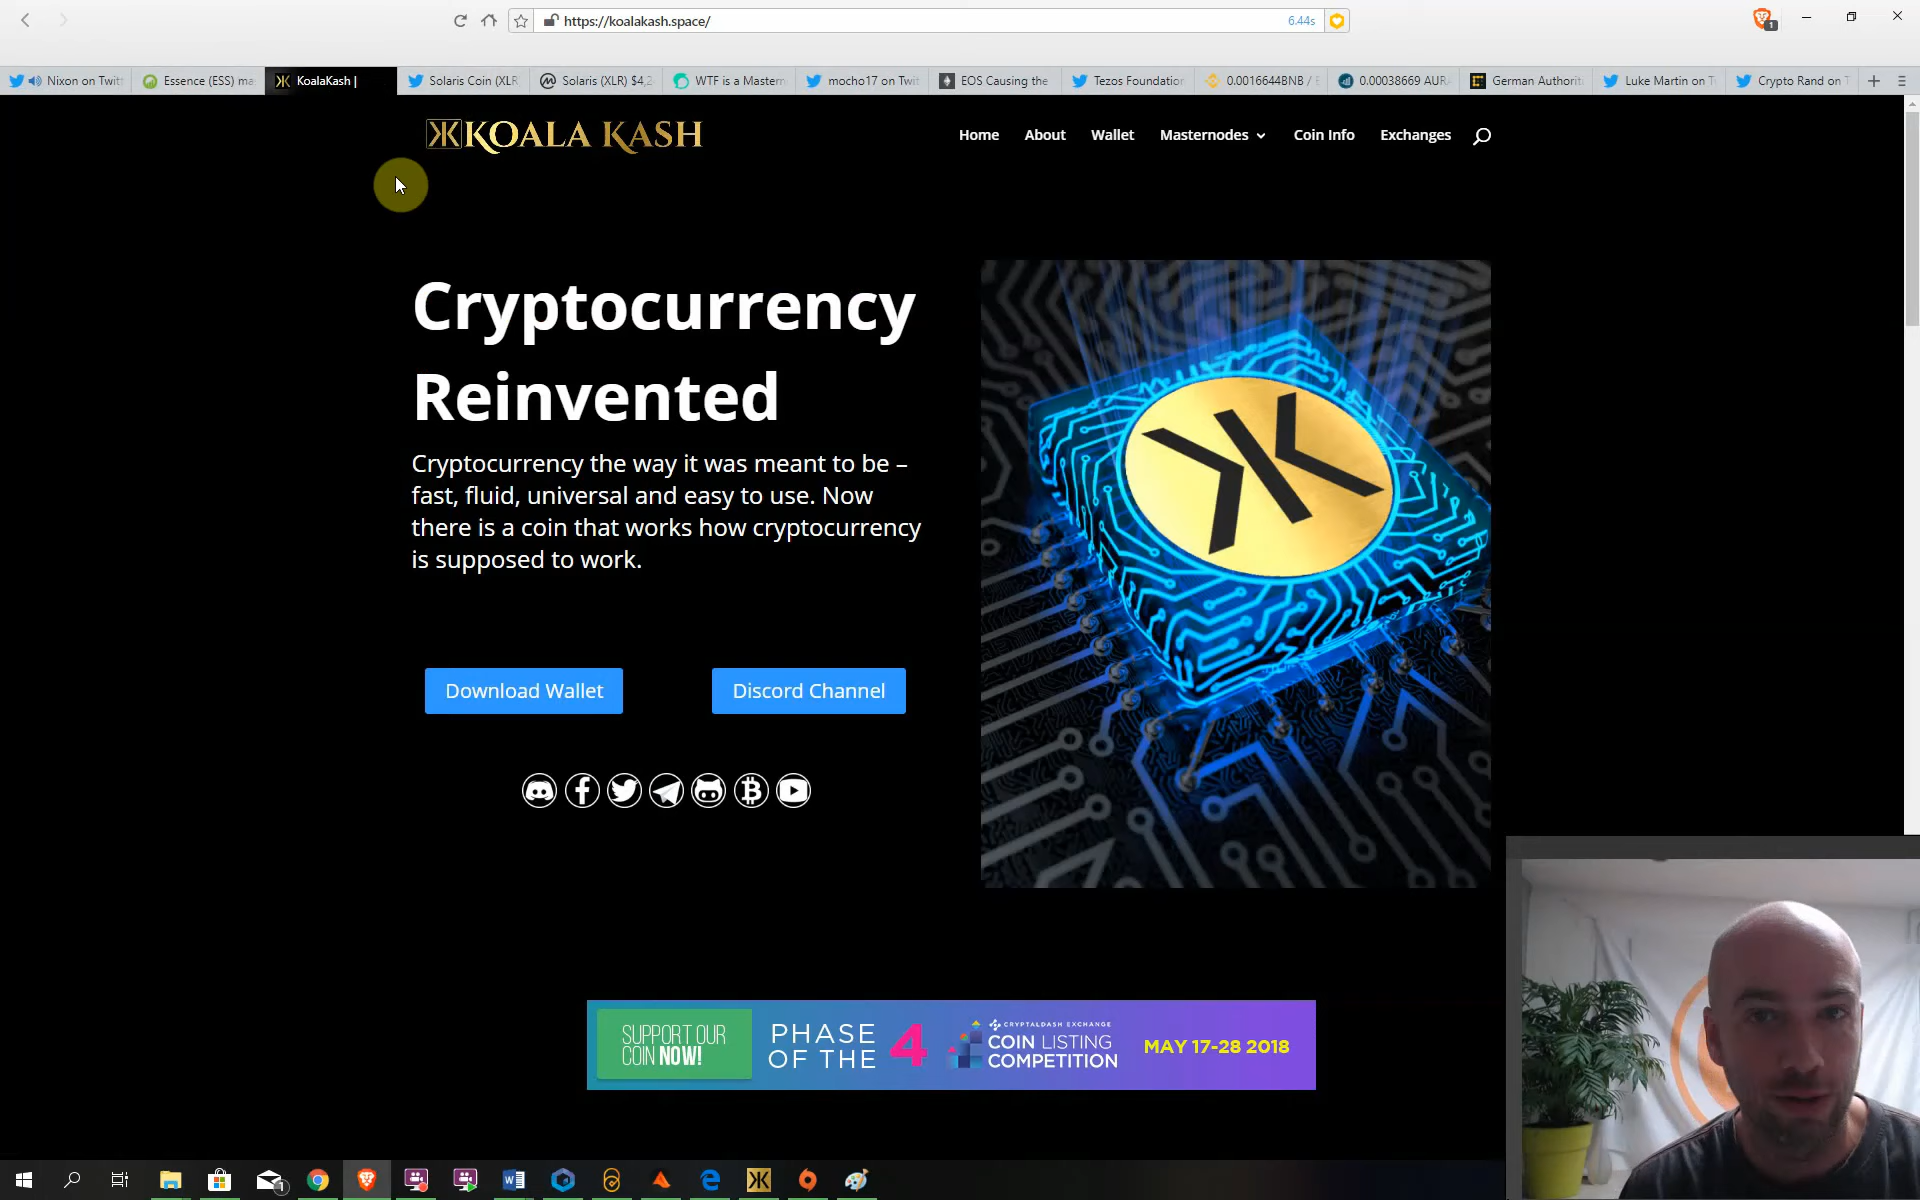 https://koalakash.space/
6.44s
1
Nixon on Twitt
Essence (ESS) ma
KoalaKash |
Solaris Coin (XLR
Solaris (XLR) $4,2
WTF is a Mastern
mocho17 on Twit
EOS Causing the
Tezos Foundation
0.0016644BNB / E
0.00038669 AURA
German Authorit
Luke Martin on T
Crypto Rand on T
KOALA KASH
Home
About
Wallet
Masternodes
Coin Info
Exchanges
Cryptocurrency
Reinvented
Cryptocurrency the way it was meant to be –
fast, fluid, universal and easy to use. Now
there is a coin that works how cryptocurrency
is supposed to work.
Download Wallet
Discord Channel
SUPPORT OUR
COIN NOW!
PHASE
OF THE
4
CRYPTALDASH EXCHANGE
COIN LISTING
COMPETITION
MAY 17-28 2018
1